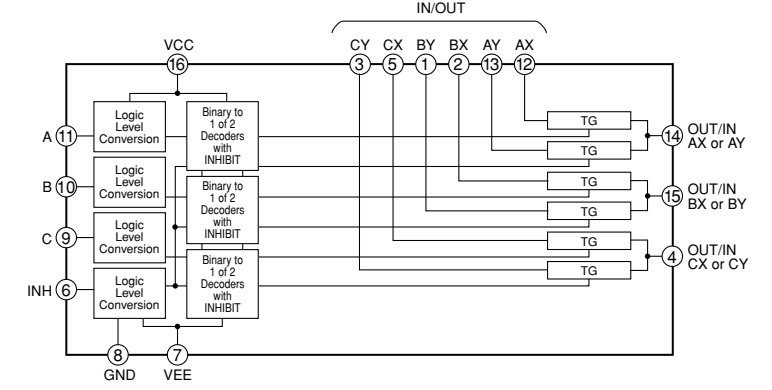 IN/OUT
VCC CY CX BY BX AY AX
16 3 5 1 2 13 12
Logic
Level
Conversion
Binary to
1 of 2
Decoders
with
INHIBIT
A 11
TG
TG
14 OUT/IN
AX or AY
Logic
Level
Conversion
B 10
Binary to
1 of 2
Decoders
with
INHIBIT
TG
TG
15 OUT/IN
BX or BY
Logic
Level
Conversion
C 9
TG
TG
4 OUT/IN
CX or CY
Binary to
1 of 2
Decoders
with
INHIBIT
Logic
Level
Conversion
INH 6
8 7
GND VEE